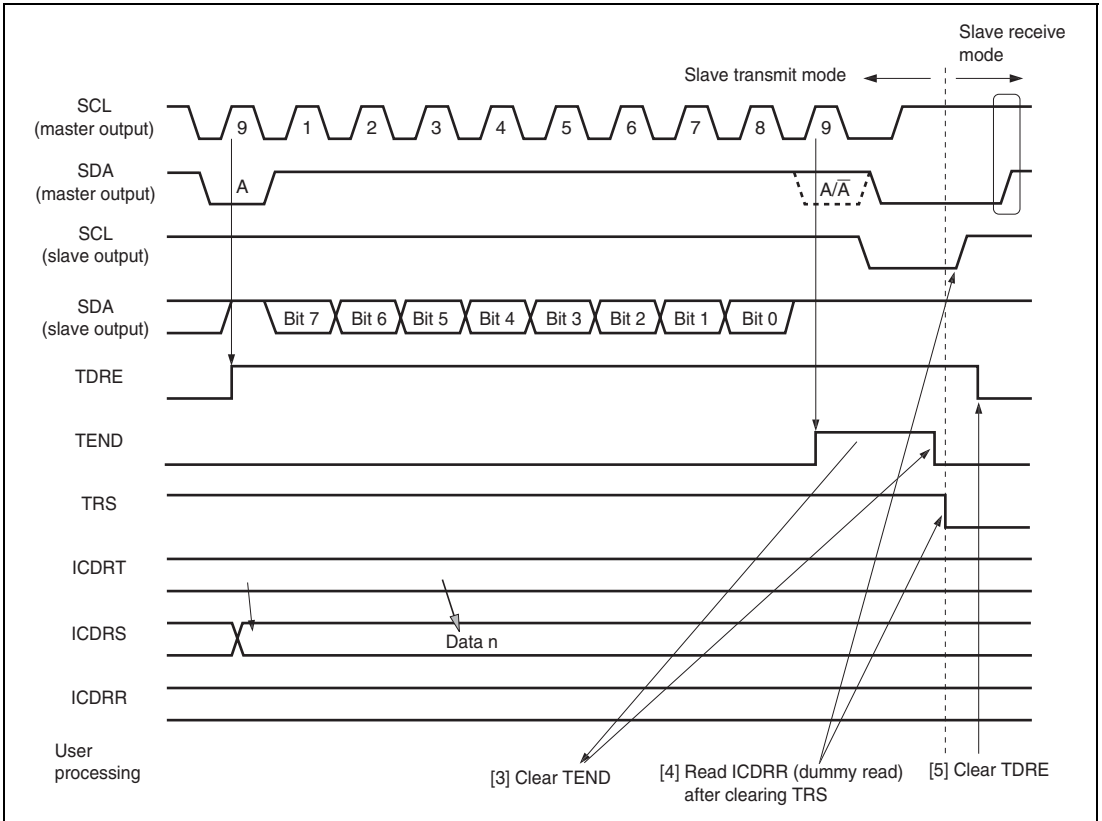 Slave receive
mode
Slave transmit mode
SCL
(master output)
9 1 2 3 4 5 6 7 8 9
SDA
(master output)
A A/A̅
SCL
(slave output)
SDA
(slave output)
Bit 7 Bit 6 Bit 5 Bit 4 Bit 3 Bit 2 Bit 1 Bit 0
TDRE
TEND
TRS
ICDRT
ICDRS
Data n
ICDRR
User
processing
[3] Clear TEND
[4] Read ICDRR (dummy read)
after clearing TRS
[5] Clear TDRE